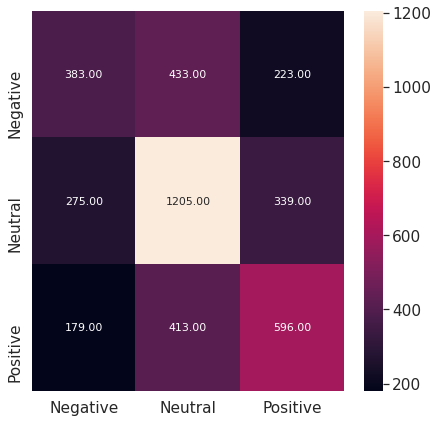 Negative 383.00 433.00 223.00
Neutral 275.00 1205.00 339.00
Positive 179.00 413.00 596.00
Negative Neutral Positive
1200
1000
800
600
400
200